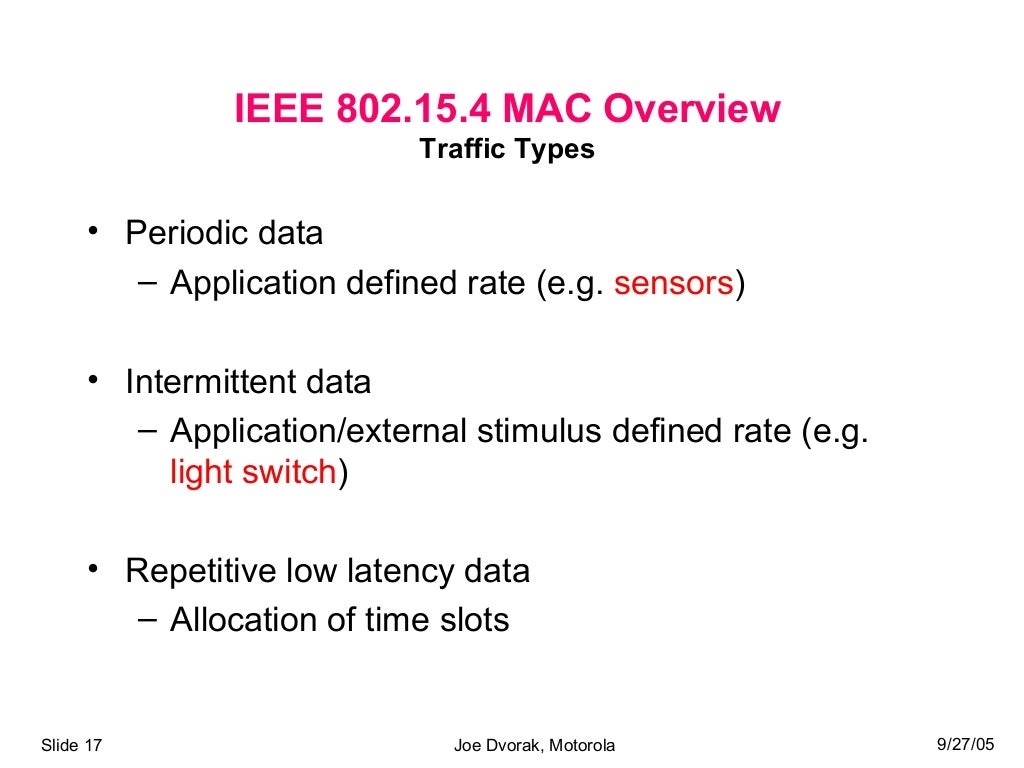 IEEE 802.15.4 MAC Overview
Traffic Types
• Periodic data
– Application defined rate (e.g. sensors)
• Intermittent data
– Application/external stimulus defined rate (e.g.
light switch)
• Repetitive low latency data
– Allocation of time slots
Slide 17
Joe Dvorak, Motorola
9/27/05